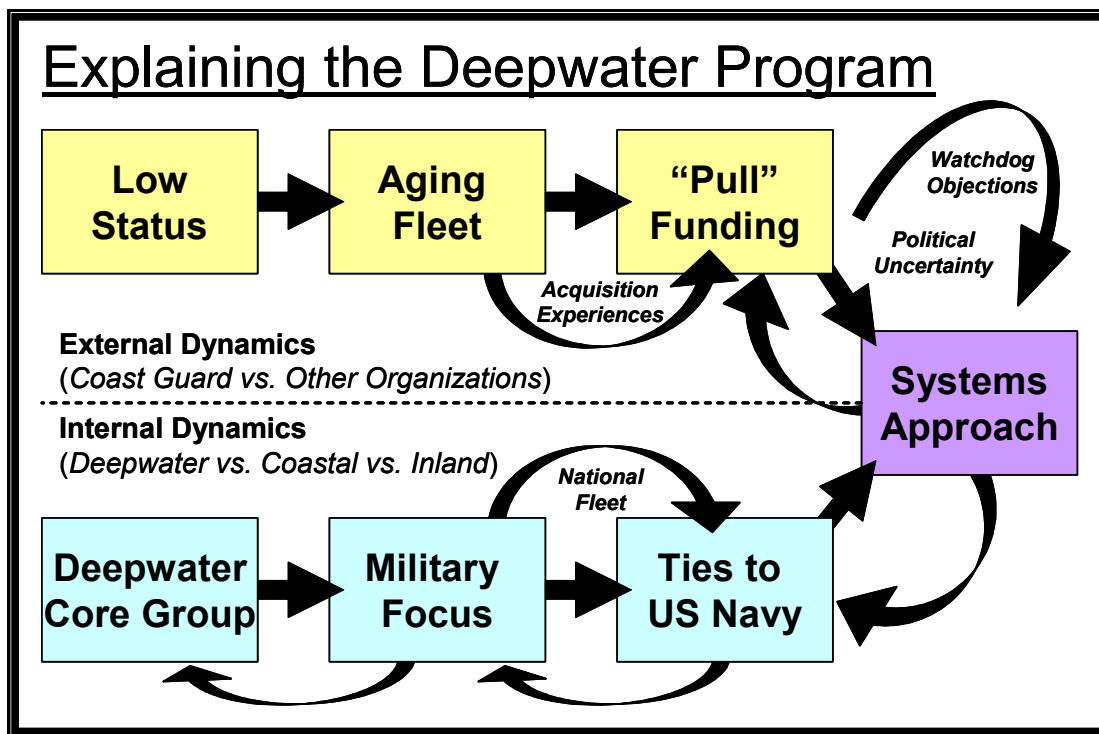 Explaining the Deepwater Program
Low
Status
Aging
Fleet
“Pull”
Funding
Watchdog
Objections
Political
Uncertainty
Acquisition
Experiences
External Dynamics
(Coast Guard vs. Other Organizations)
Systems
Approach
Internal Dynamics
(Deepwater vs. Coastal vs. Inland)
National
Fleet
Deepwater
Core Group
Military
Focus
Ties to
US Navy